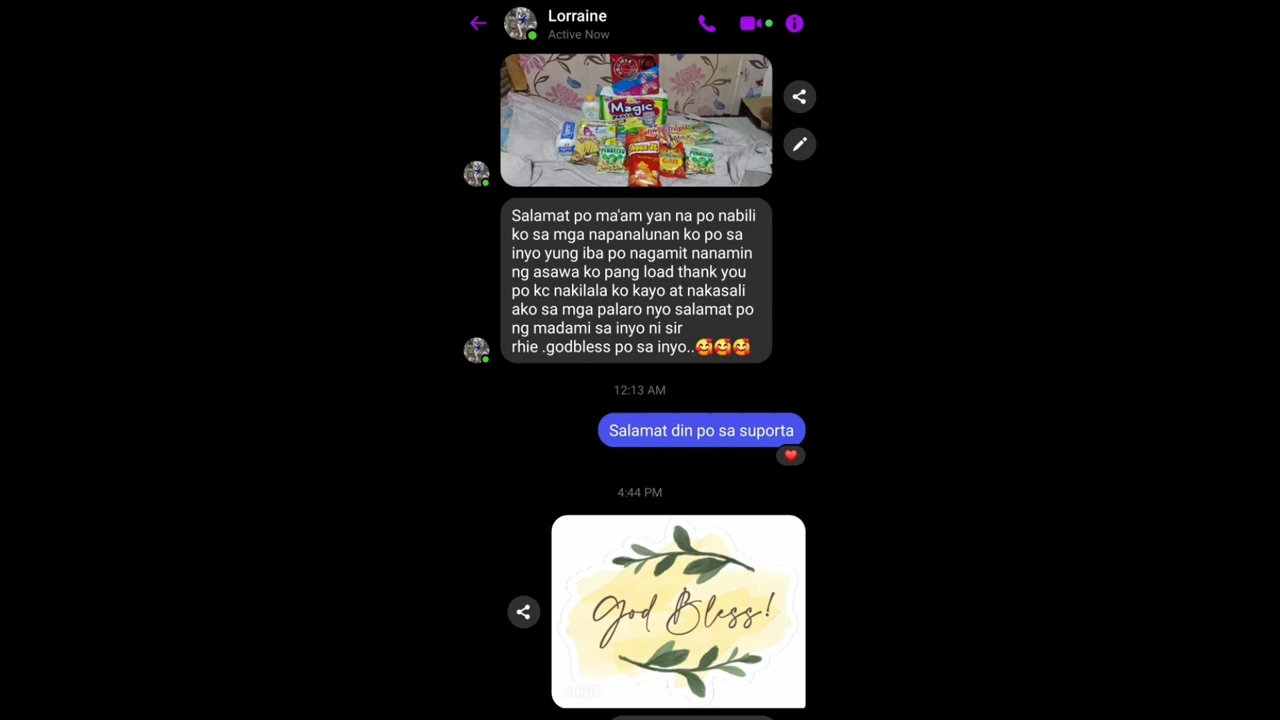 Lorraine
Active Now
Magic
Salamat po ma'am yan na po nabili
ko sa mga napanalunan ko po sa
inyo yung iba po nagamit nanamin
ng asawa ko pang load thank you
po kc nakilala ko kayo at nakasali
ako sa mga palaro nyo salamat po
ng madami sa inyo ni sir
rhie .godbless po sa inyo..🥰🥰🥰
12:13 AM
Salamat din po sa suporta
4:44 PM
God Bless!
GIPHY